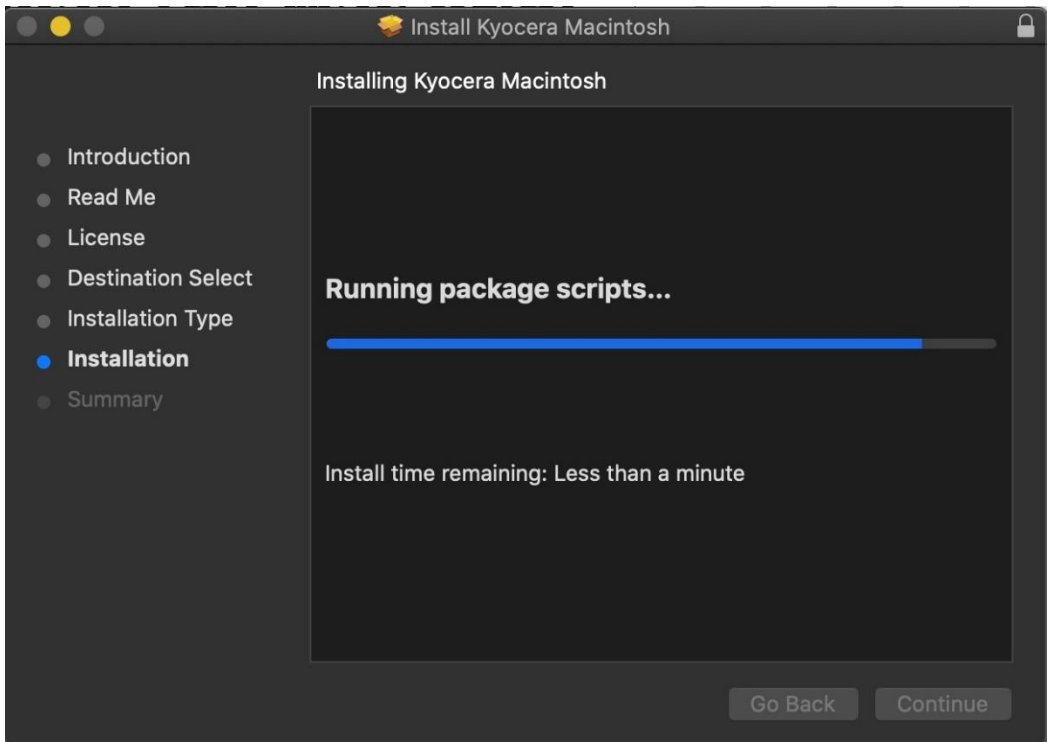 Install Kyocera Macintosh
Installing Kyocera Macintosh
Introduction
Read Me
License
Destination Select
Installation Type
Installation
Summary
Running package scripts...
Install time remaining: Less than a minute
Go Back
Continue